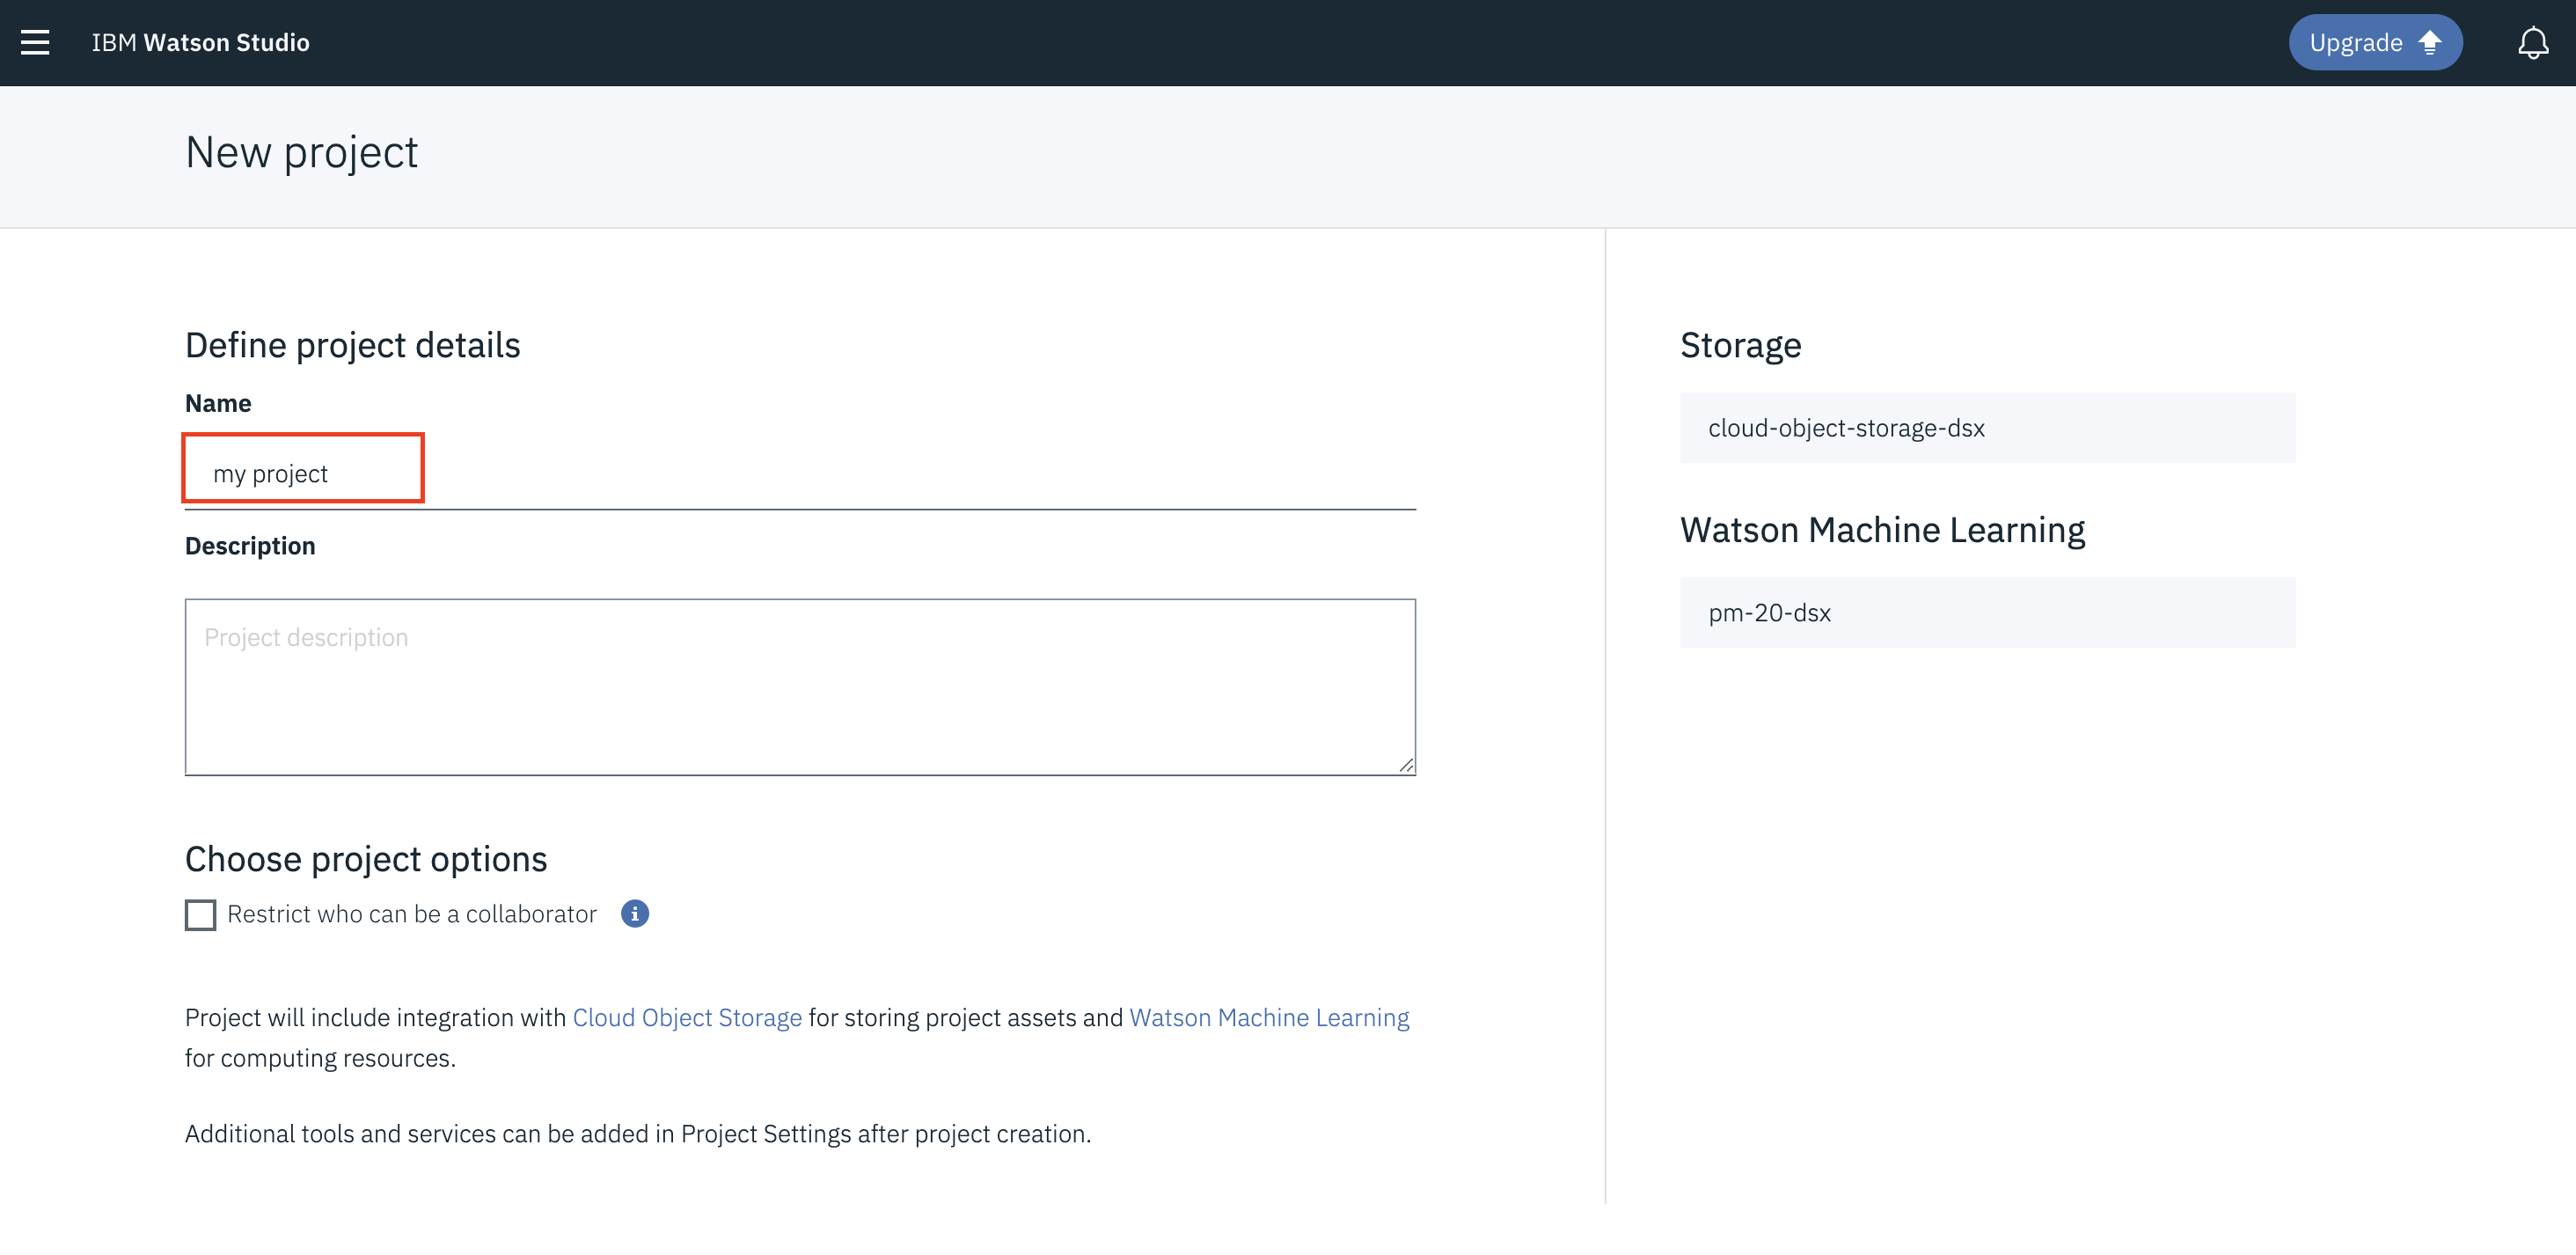 IBM Watson Studio
Upgrade
New project
Define project details
Name
my project
Description
Project description
Choose project options
Restrict who can be a collaborator
Project will include integration with Cloud Object Storage for storing project assets and Watson Machine Learning
for computing resources.
Additional tools and services can be added in Project Settings after project creation.
Storage
cloud-object-storage-dsx
Watson Machine Learning
pm-20-dsx